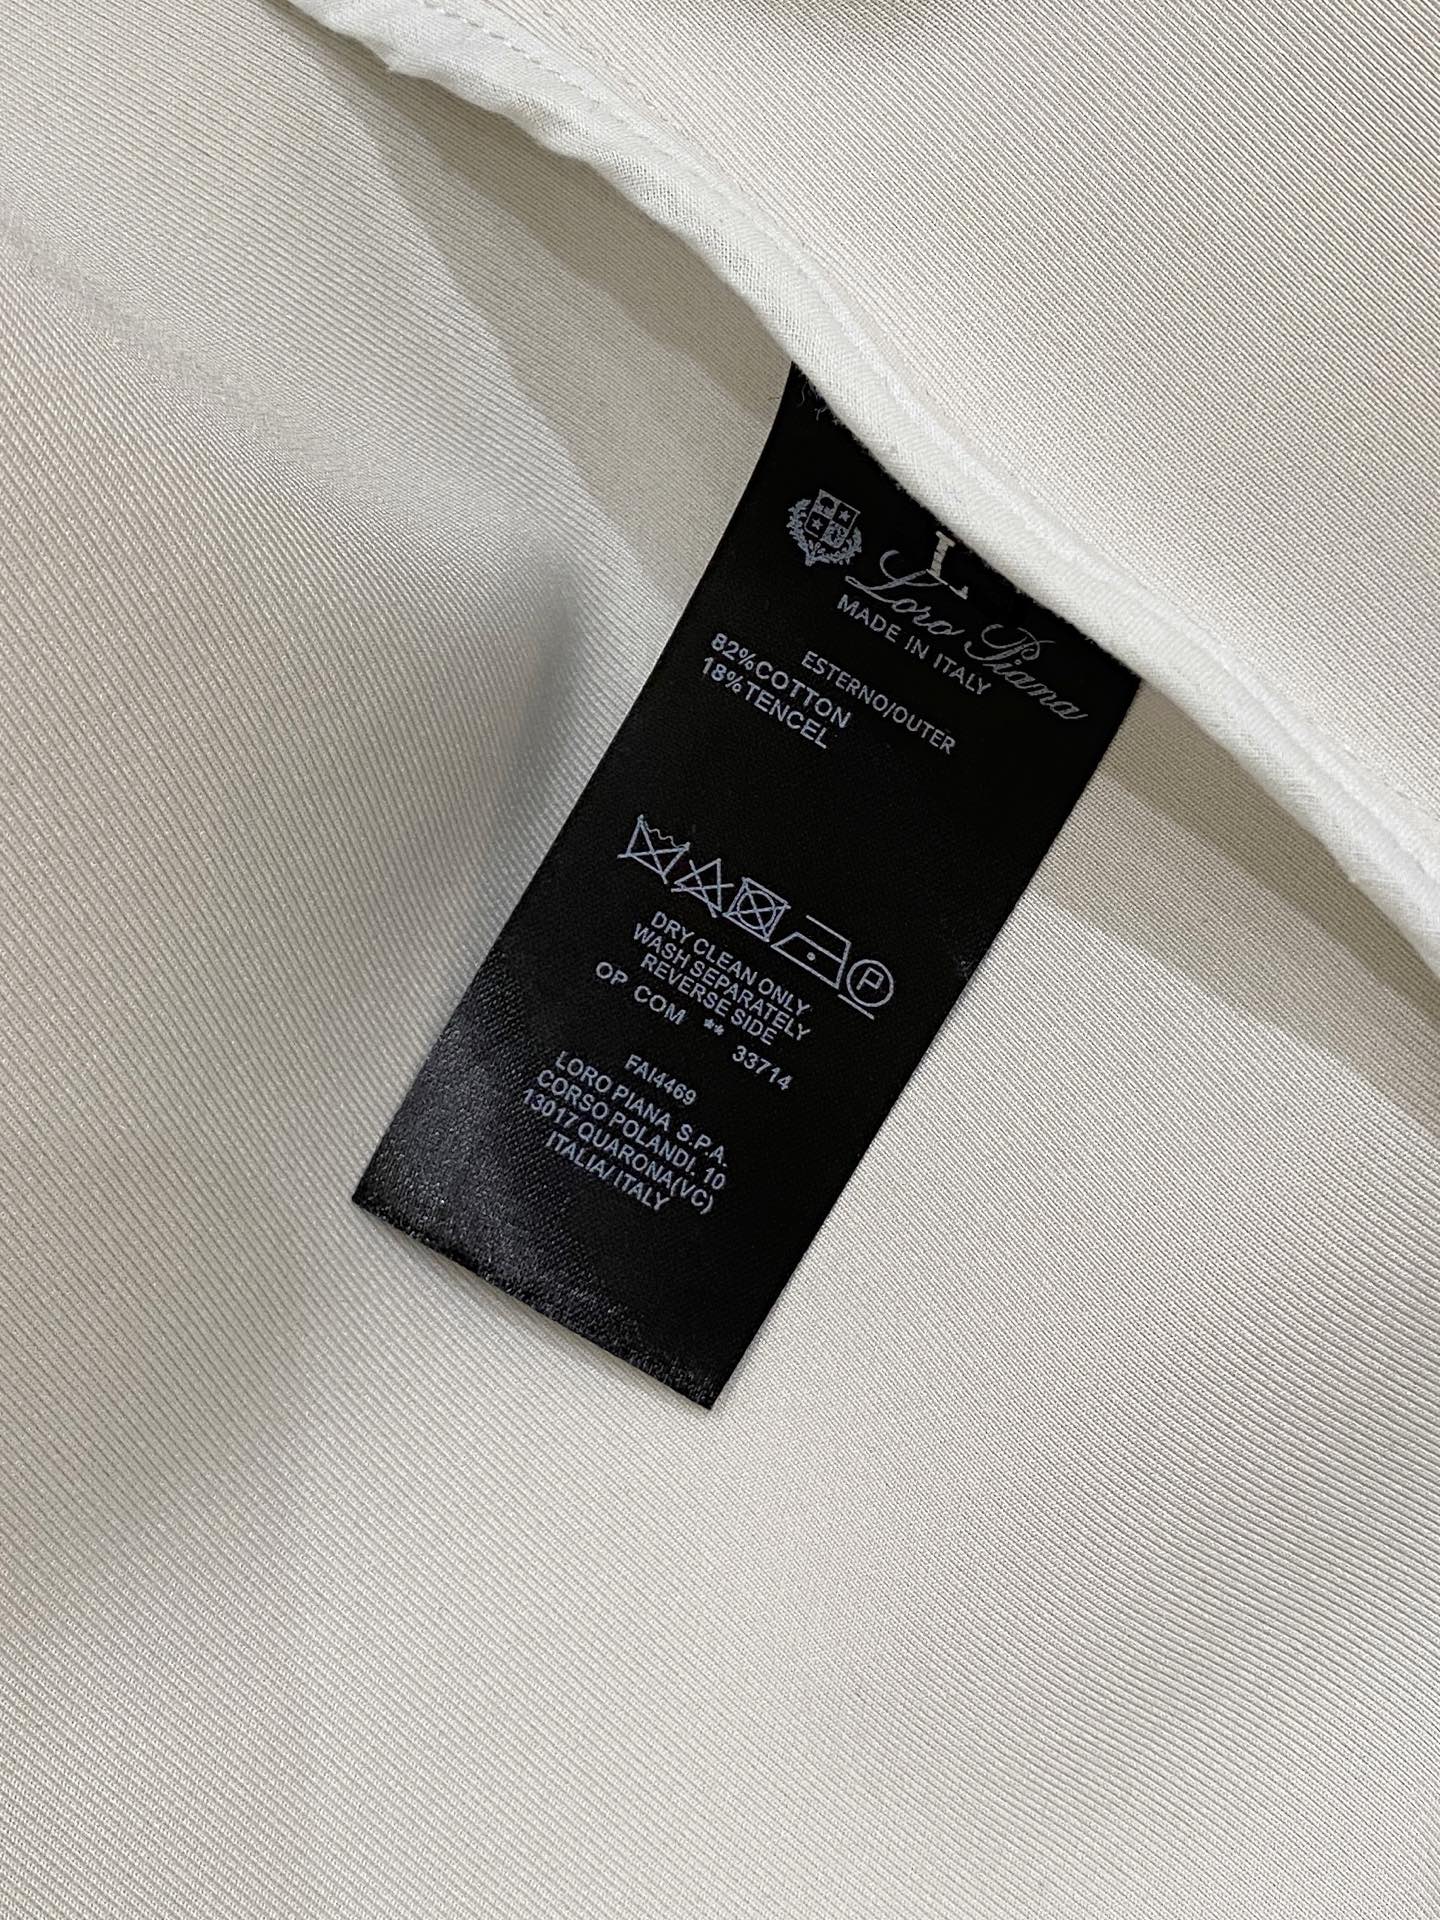 L
Loro Piana
MADE IN ITALY
ESTERNO/OUTER
82%COTTON
18%TENCEL
P
DRY CLEAN ONLY.
WASH SEPARATELY
REVERSE SIDE
OP COM ** 33714
FAI4469
LORO PIANA S.P.A.
CORSO POLANDI. 10
13017 QUARONA(VC)
ITALIA/ITALY